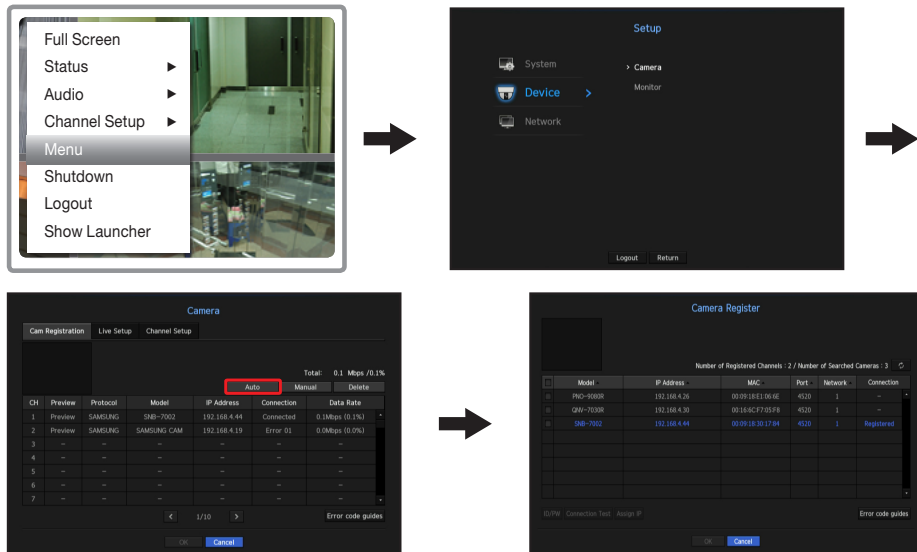 Full Screen
Status
Audio
Channel Setup
Menu
Shutdown
Logout
Show Launcher
Setup
System
Device
Network
Camera
Monitor
Logout Return
Camera
Cam Registration Live Setup Channel Setup
Total: 0.1 Mbps /0.1%
Auto Manual Delete
CH Preview Protocol Model IP Address Connection Data Rate
1 Preview SAMSUNG SNB-7002 192.168.4.44 Connected 0.1Mbps (0.1%)
2 Preview SAMSUNG SAMSUNG CAM 192.168.4.19 Error 01 0.0Mbps (0.0%)
3 - - - - - -
4 - - - - - -
5 - - - - - -
6 - - - - - -
7 - - - - - -
< 1/10 > Error code guides
OK Cancel
Camera Register
Number of Registered Channels : 2 / Number of Searched Cameras : 3
Model IP Address MAC Port Network Connection
PNO-9080R 192.168.4.26 00:09:18:E1:06:6E 4520 1 -
QNV-7030R 192.168.4.30 00:16:6C:F7:05:F8 4520 1 -
SNB-7002 192.168.4.44 00:09:18:30:17:84 4520 1 Registered
ID/PW Connection Test Assign IP Error code guides
OK Cancel